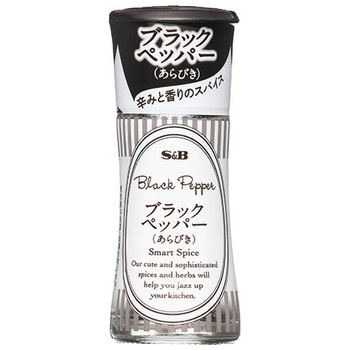 ブラック
ペッパー
(あらびき)
辛みと香りのスパイス
S&B
Black Pepper
ブラック
ペッパー
(あらびき)
Smart Spice
Our cute and sophisticated
spices and herbs will
help you jazz up
your kitchen.